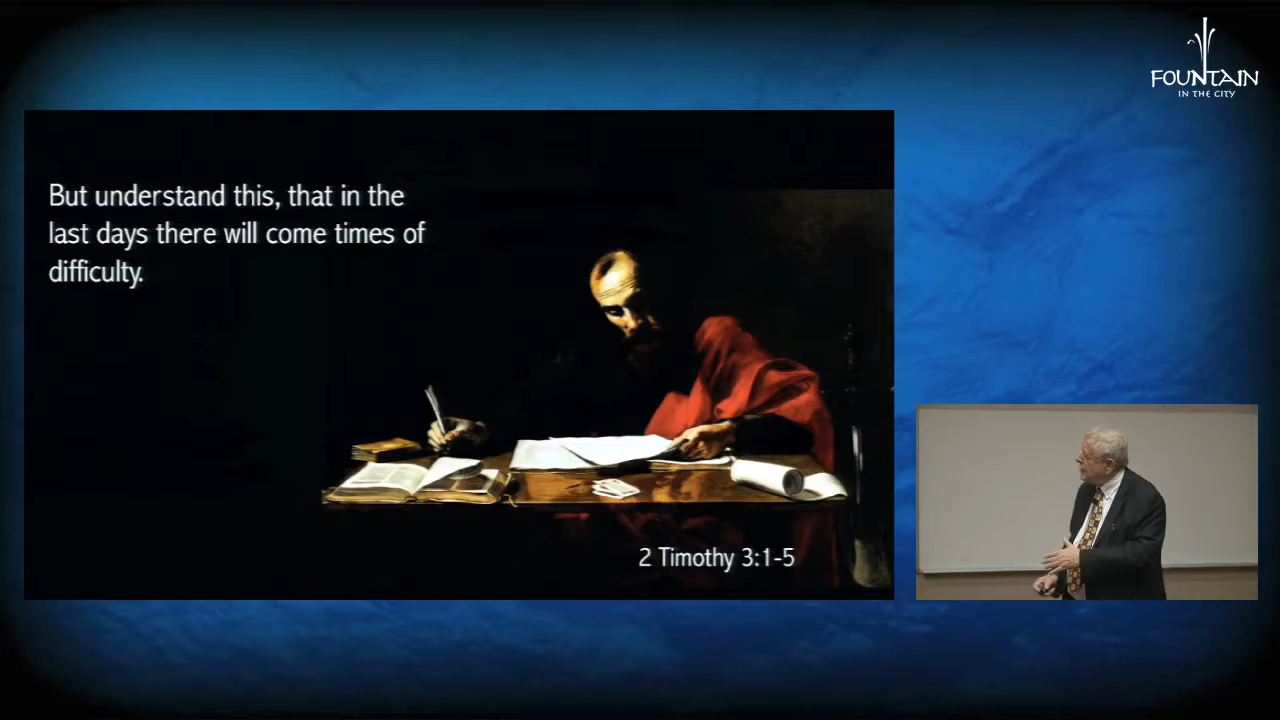 FOUNTAIN
IN THE CITY
But understand this, that in the
last days there will come times of
difficulty.
2 Timothy 3:1-5